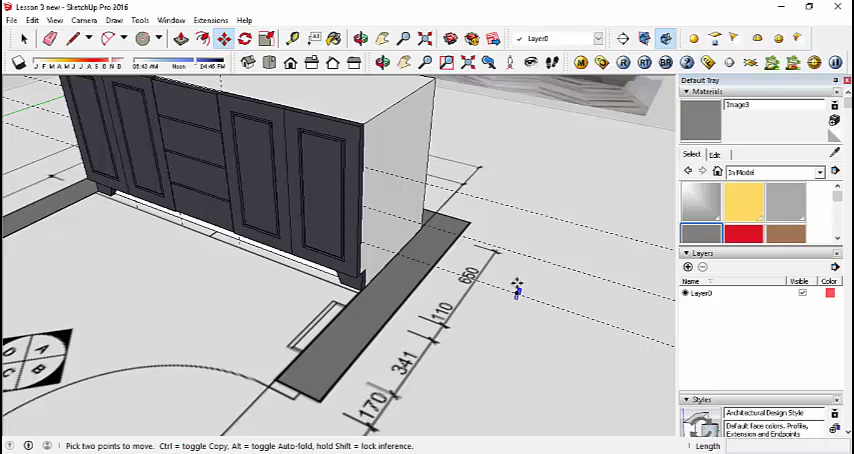 Lesson 3 new - SketchUp Pro 2016
File Edit View Camera Draw Tools Window Extensions Help
Layer0
J F M A M J J A S O N D 06:43 AM Noon 04:45 PM
Default Tray
Materials
Image3
Select Edit
In Model
Layers
Name Visible Color
Layer0
Styles
Architectural Design Style
Default face colors. Profile,
Extension and Endpoints
650
110
341
170
A
B
C
D
Pick two points to move. Ctrl = toggle Copy, Alt = toggle Auto-fold, hold Shift = lock inference.
Length